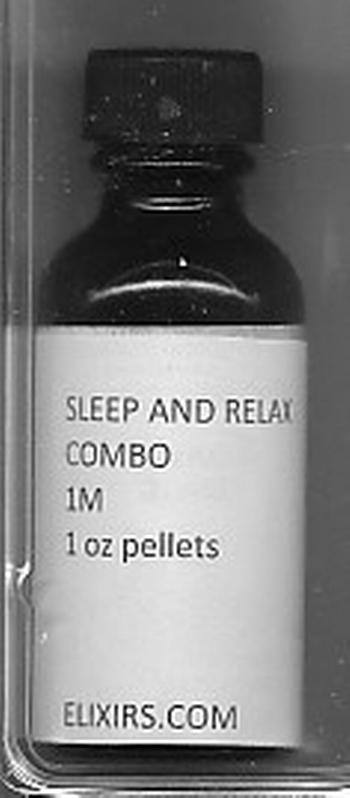 SLEEP AND RELAX
COMBO
1M
1 oz pellets
ELIXIRS.COM